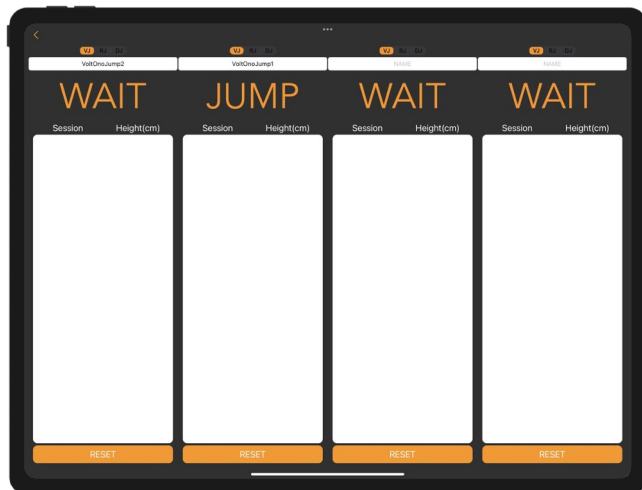 VJ RJ DJ VJ RJ DJ VJ RJ DJ VJ RJ DJ
VoltOnoJump2 VoltOnoJump1 NAME NAME
WAIT JUMP WAIT WAIT
Session Height(cm) Session Height(cm) Session Height(cm) Session Height(cm)
RESET RESET RESET RESET